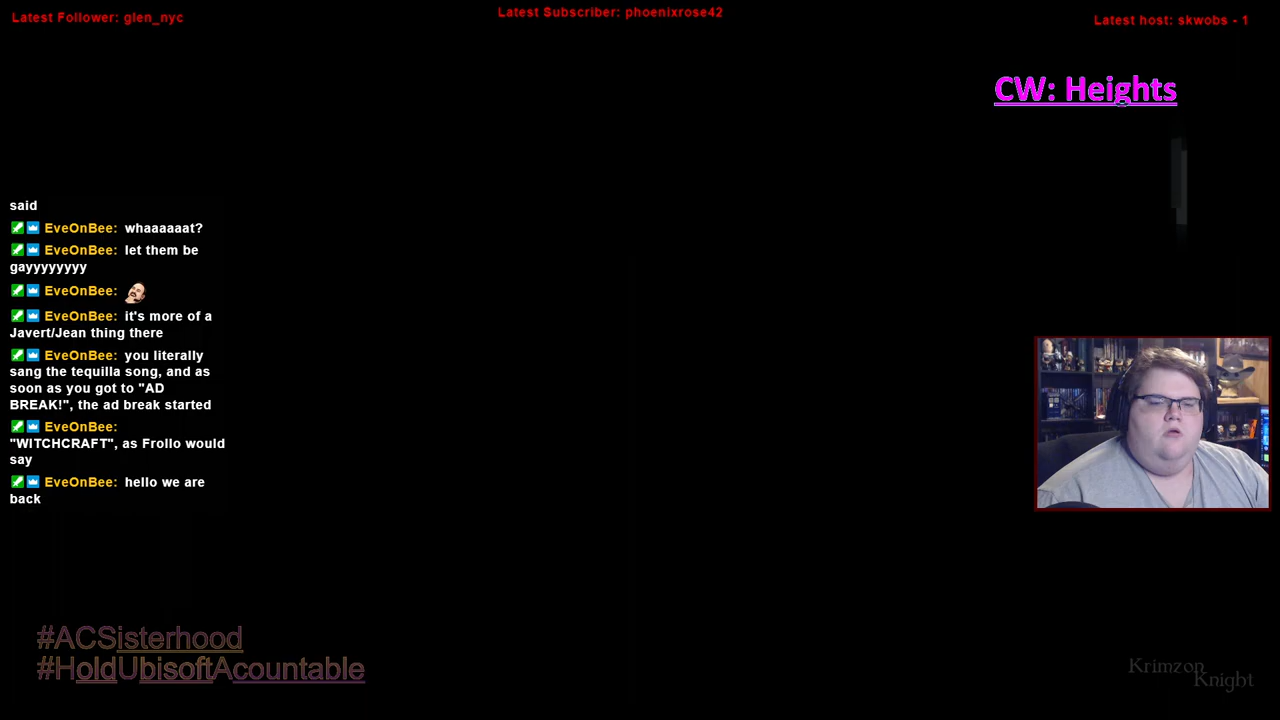 Latest Follower: glen_nyc
Latest Subscriber: phoenixrose42
Latest host: skwobs - 1
CW: Heights
said
EveOnBee: whaaaaaat?
EveOnBee: let them be
gayyyyyyyy
EveOnBee:
EveOnBee: it's more of a
Javert/Jean thing there
EveOnBee: you literally
sang the tequilla song, and as
soon as you got to "AD
BREAK!", the ad break started
EveOnBee:
"WITCHCRAFT", as Frollo would
say
EveOnBee: hello we are
back
#ACSisterhood
#HoldUbisoftAcountable
Krimzon
Knight